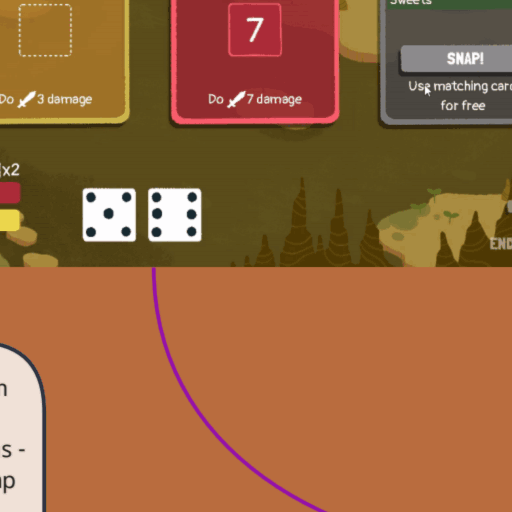 Sweets
7
SNAP!
Do 3 damage
Do 7 damage
Use matching card
for free
x2
END
s -